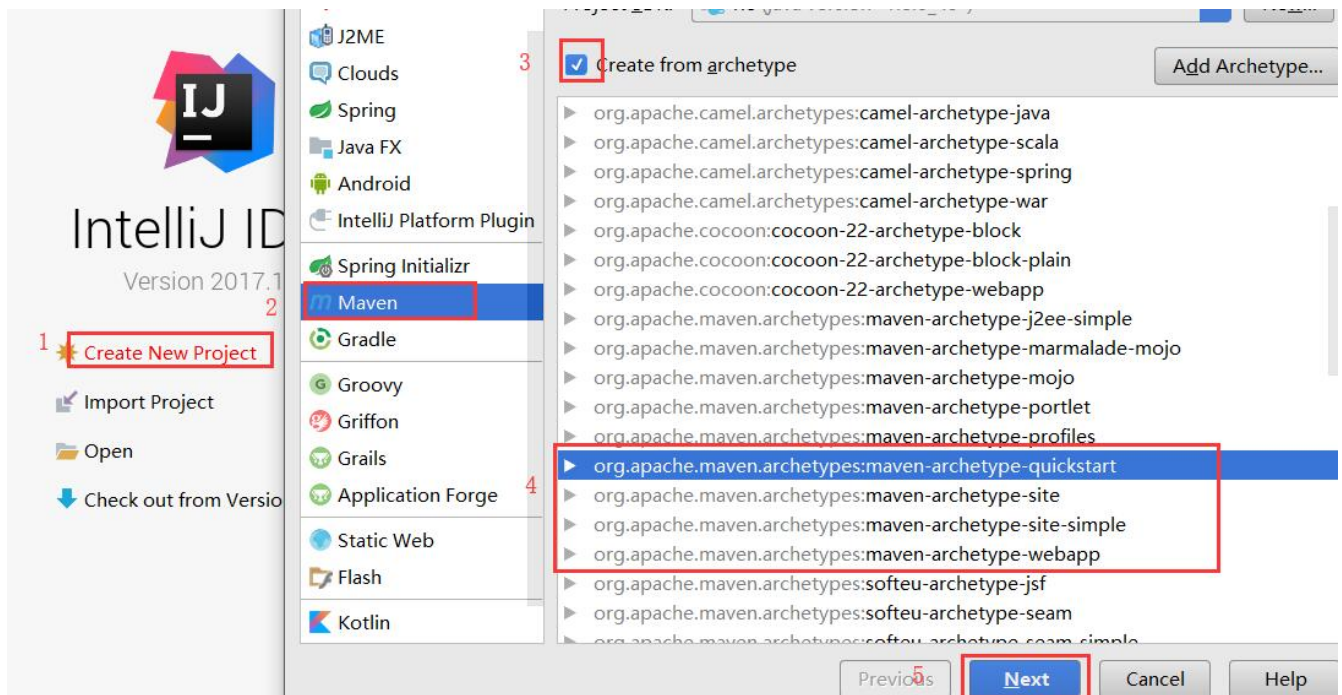 IJ
IntelliJ ID
Version 2017.1
2
1
Create New Project
Import Project
Open
Check out from Versio
J2ME
Clouds
Spring
Java FX
Android
IntelliJ Platform Plugin
Spring Initializr
Maven
Gradle
Groovy
Griffon
Grails
Application Forge
Static Web
Flash
Kotlin
3
Create from archetype
Add Archetype...
org.apache.camel.archetypes:camel-archetype-java
org.apache.camel.archetypes:camel-archetype-scala
org.apache.camel.archetypes:camel-archetype-spring
org.apache.camel.archetypes:camel-archetype-war
org.apache.cocoon:cocoon-22-archetype-block
org.apache.cocoon:cocoon-22-archetype-block-plain
org.apache.cocoon:cocoon-22-archetype-webapp
org.apache.maven.archetypes:maven-archetype-j2ee-simple
org.apache.maven.archetypes:maven-archetype-marmalade-mojo
org.apache.maven.archetypes:maven-archetype-mojo
org.apache.maven.archetypes:maven-archetype-portlet
org.apache.maven.archetypes:maven-archetype-profiles
4
org.apache.maven.archetypes:maven-archetype-quickstart
org.apache.maven.archetypes:maven-archetype-site
org.apache.maven.archetypes:maven-archetype-site-simple
org.apache.maven.archetypes:maven-archetype-webapp
org.apache.maven.archetypes:softeu-archetype-jsf
org.apache.maven.archetypes:softeu-archetype-seam
org.apache.maven.archetypes:softeu-archetype-seam-simple
Previous
5
Next
Cancel
Help